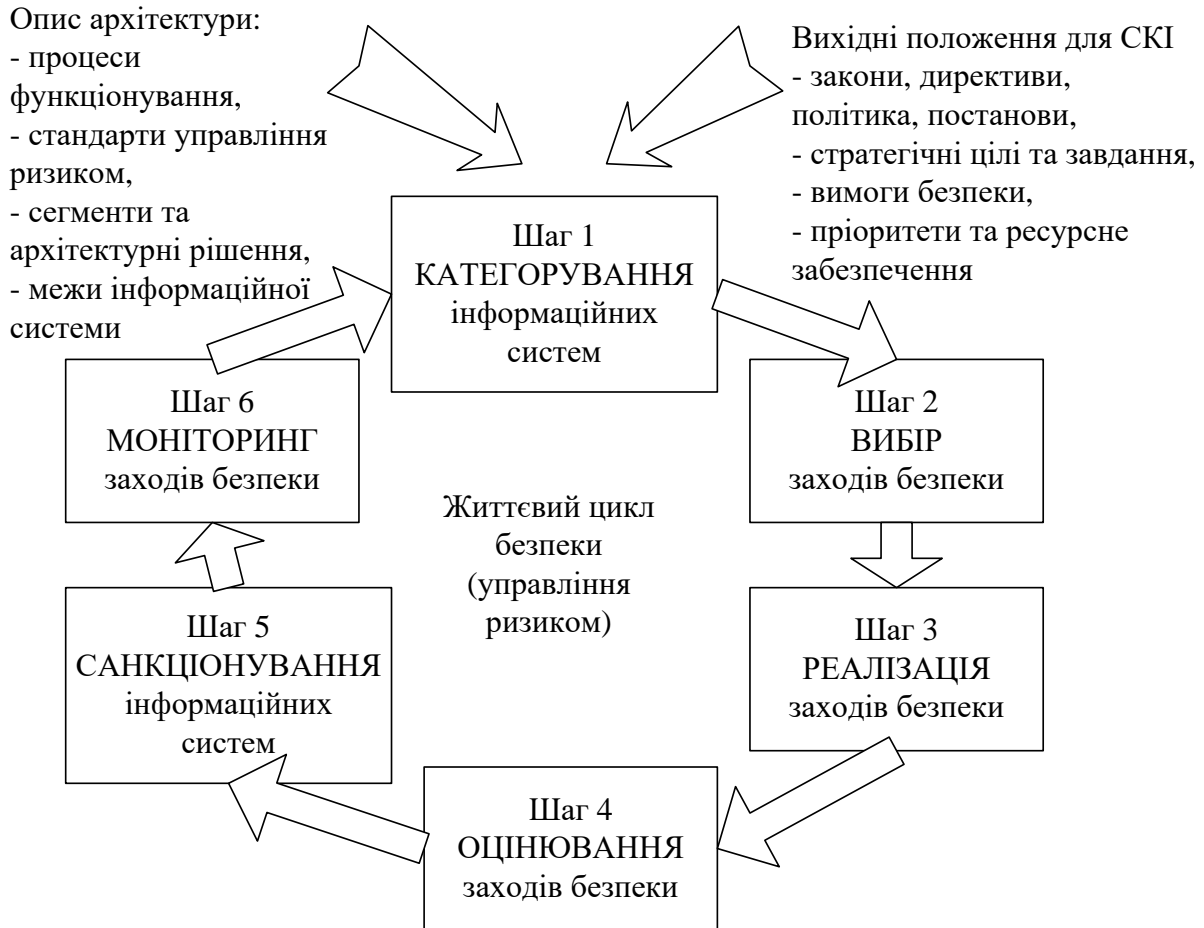 Опис архітектури:
- процеси
функціонування,
- стандарти управління
ризиком,
- сегменти та
архітектурні рішення,
- межи інформаційної
системи
Вихідні положення для СКІ
- закони, директиви,
політика, постанови,
- стратегічні цілі та завдання,
- вимоги безпеки,
- пріоритети та ресурсне
забезпечення
Шаг 1
КАТЕГОРУВАННЯ
інформаційних
систем
Шаг 6
МОНІТОРИНГ
заходів безпеки
Шаг 2
ВИБІР
заходів безпеки
Життєвий цикл
безпеки
(управління
ризиком)
Шаг 5
САНКЦІОНУВАННЯ
інформаційних
систем
Шаг 3
РЕАЛІЗАЦІЯ
заходів безпеки
Шаг 4
ОЦІНЮВАННЯ
заходів безпеки